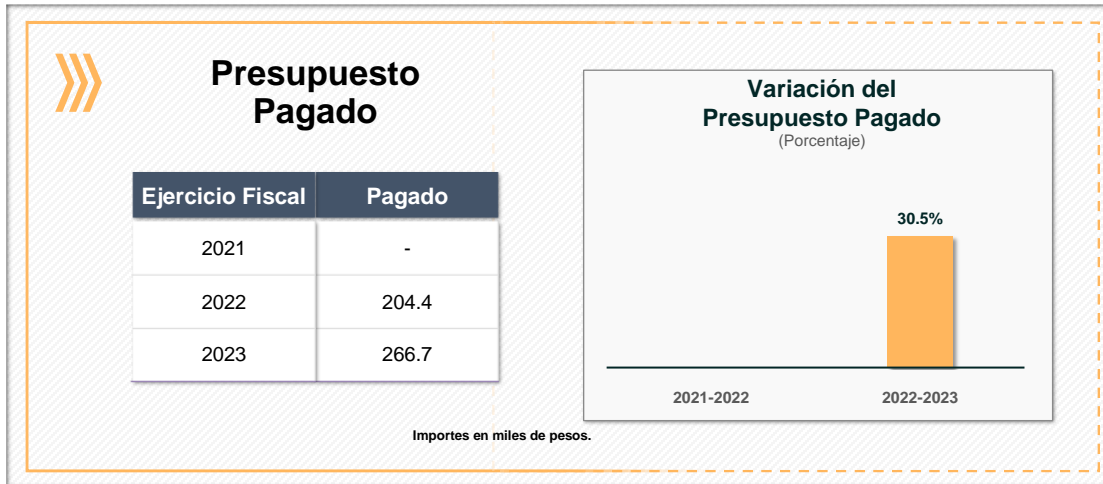 Presupuesto
Pagado
Ejercicio Fiscal Pagado
2021 -
2022 204.4
2023 266.7
Variación del
Presupuesto Pagado
(Porcentaje)
30.5%
2021-2022 2022-2023
Importes en miles de pesos.